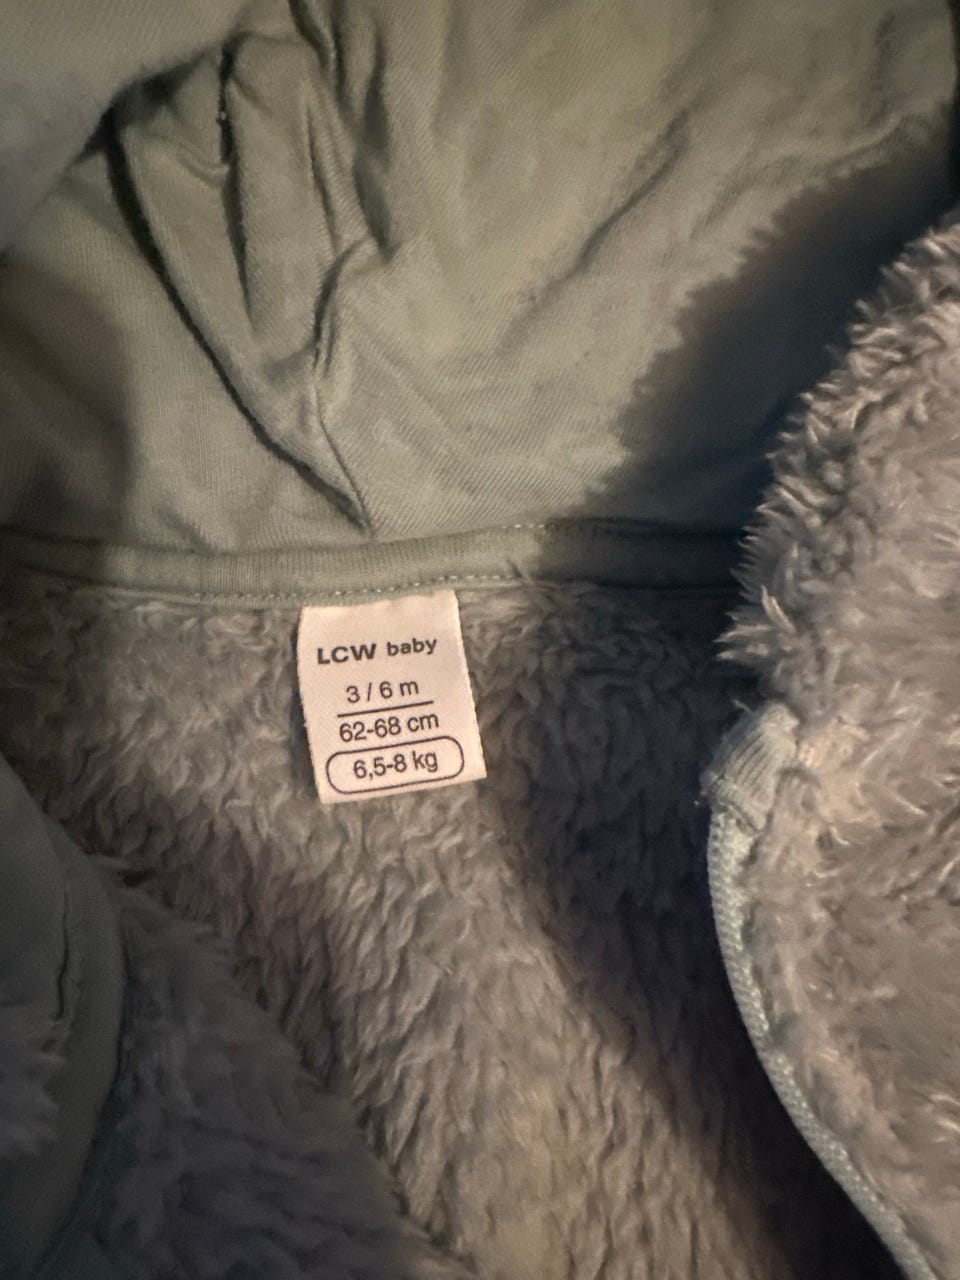 LCW baby
3 / 6 m
62-68 cm
6,5-8 kg